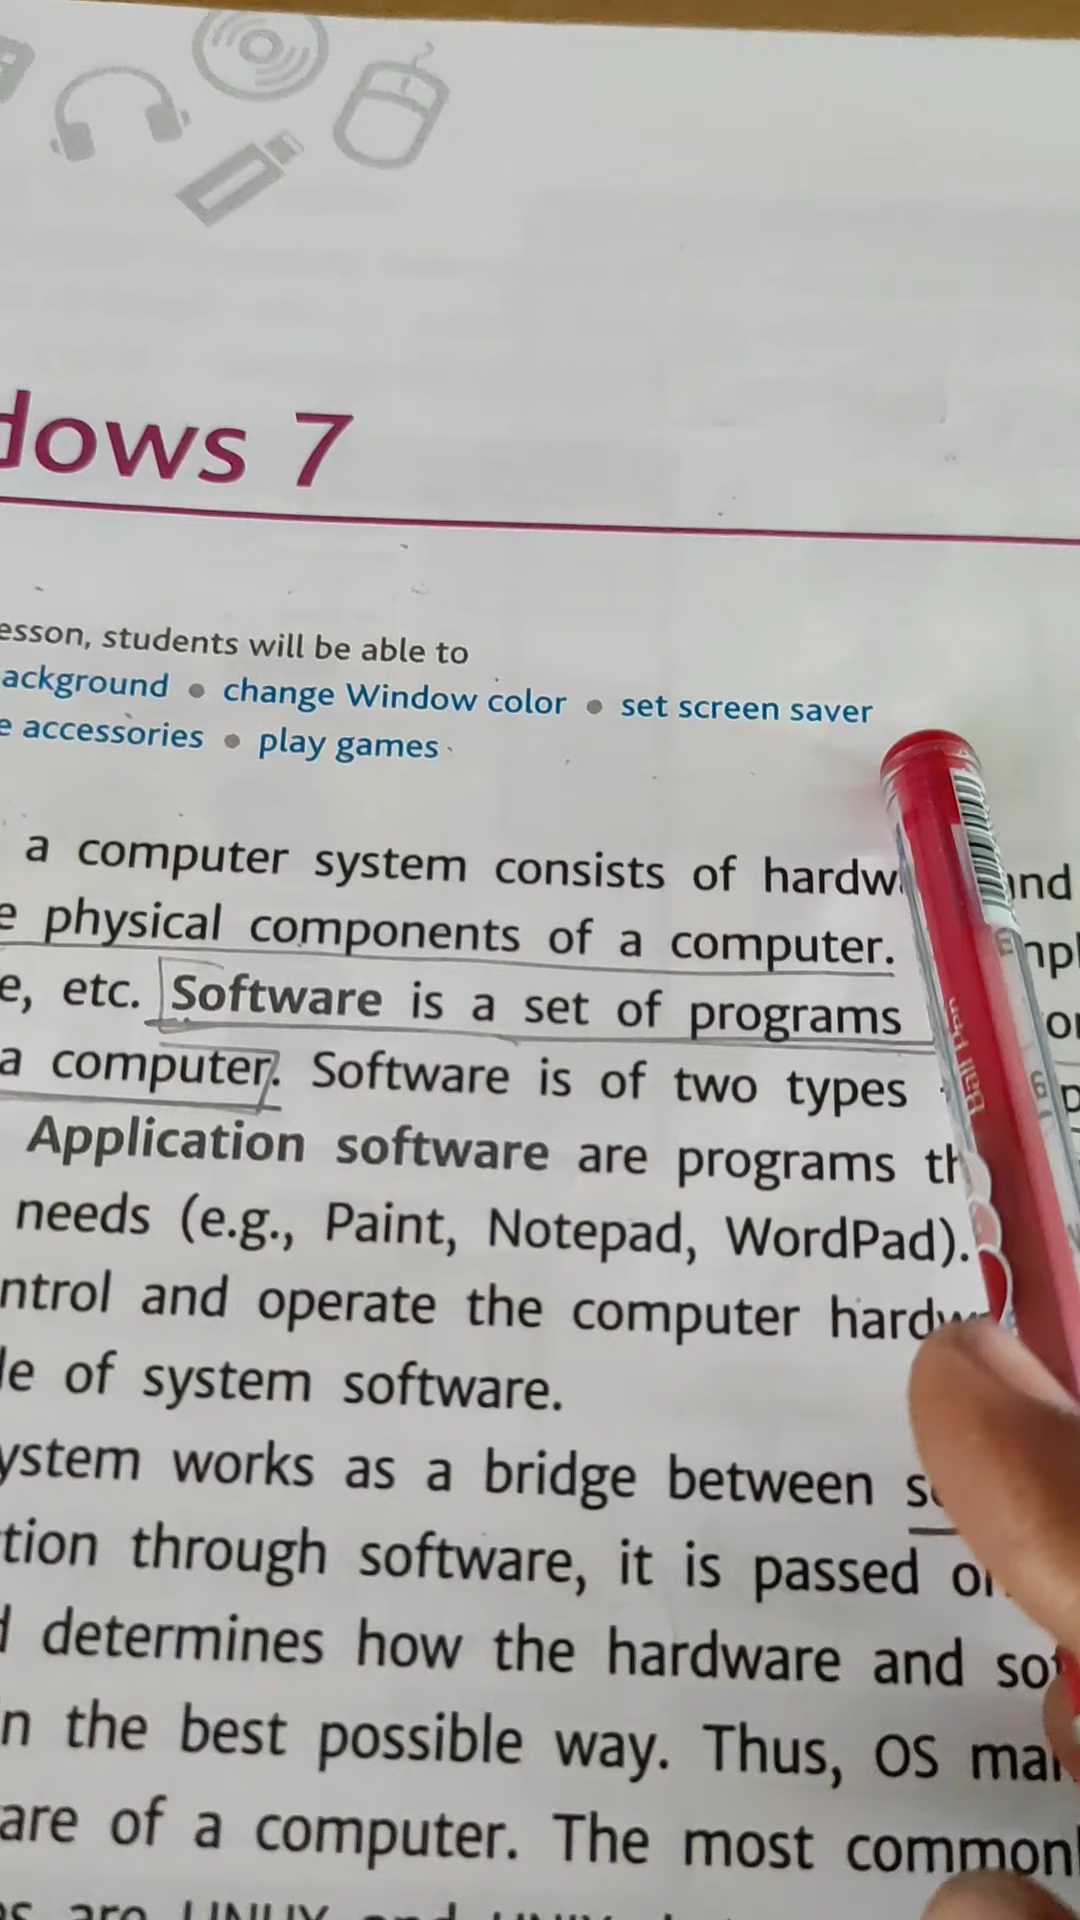 dows 7
esson, students will be able to
ackground • change Window color • set screen saver
e accessories • play games
a computer system consists of hardw nd
e physical components of a computer. mpl
e, etc. Software is a set of programs or
a computer. Software is of two types p
Application software are programs th
needs (e.g., Paint, Notepad, WordPad).
ntrol and operate the computer hardw
le of system software.
ystem works as a bridge between s
tion through software, it is passed o
d determines how the hardware and so
n the best possible way. Thus, OS ma
are of a computer. The most common
Ball Pen